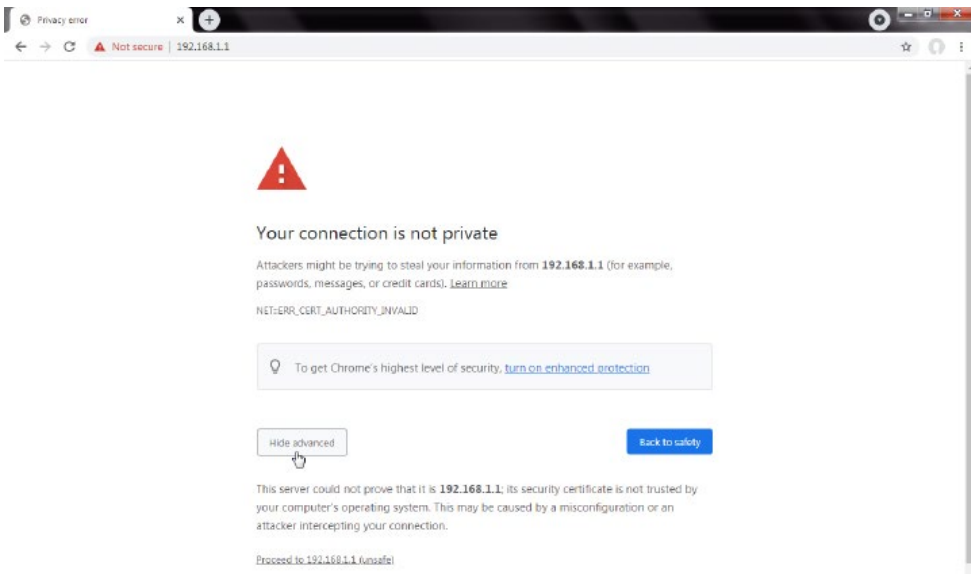 Privacy error
Not secure | 192.168.1.1
Your connection is not private
Attackers might be trying to steal your information from 192.168.1.1 (for example,
passwords, messages, or credit cards). Learn more
NET::ERR_CERT_AUTHORITY_INVALID
To get Chrome's highest level of security, turn on enhanced protection
Hide advanced
Back to safety
This server could not prove that it is 192.168.1.1; its security certificate is not trusted by
your computer's operating system. This may be caused by a misconfiguration or an
attacker intercepting your connection.
Proceed to 192.168.1.1 (unsafe)